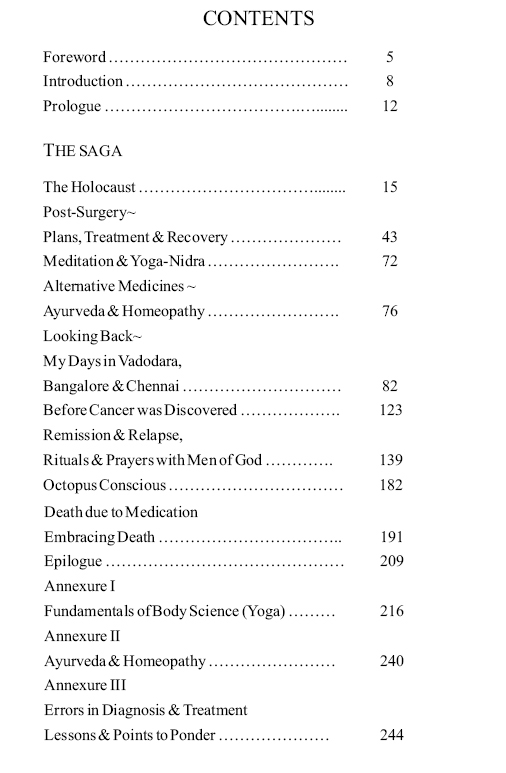 CONTENTS
Foreword ………………………………………… 5
Introduction …………………………………… 8
Prologue ……………………………….…........ 12
THE SAGA
The Holocaust ……………………………........ 15
Post-Surgery~
Plans, Treatment & Recovery ………………… 43
Meditation & Yoga-Nidra ……………………. 72
Alternative Medicines ~
Ayurveda & Homeopathy ……………………. 76
Looking Back~
My Days in Vadodara,
Bangalore & Chennai ………………………… 82
Before Cancer was Discovered ………………. 123
Remission & Relapse,
Rituals & Prayers with Men of God …………. 139
Octopus Conscious …………………………… 182
Death due to Medication
Embracing Death …………………………….. 191
Epilogue ……………………………………… 209
Annexure I
Fundamentals of Body Science (Yoga) ……… 216
Annexure II
Ayurveda & Homeopathy …………………… 240
Annexure III
Errors in Diagnosis & Treatment
Lessons & Points to Ponder ………………… 244